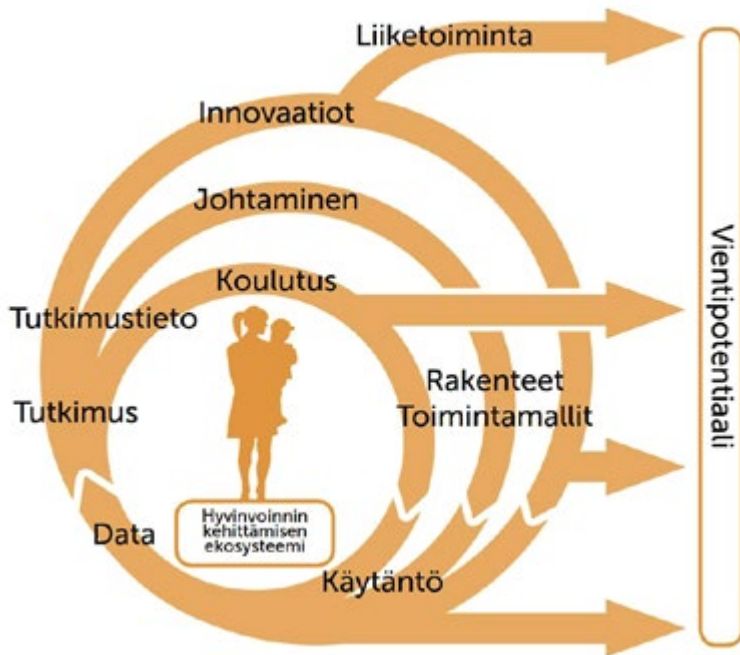 Liiketoiminta
Innovaatiot
Johtaminen
Koulutus
Tutkimustieto
Tutkimus
Rakenteet
Toimintamallit
Data
Hyvinvoinnin
kehittämisen
ekosysteemi
Käytäntö
Vientipotentiaali